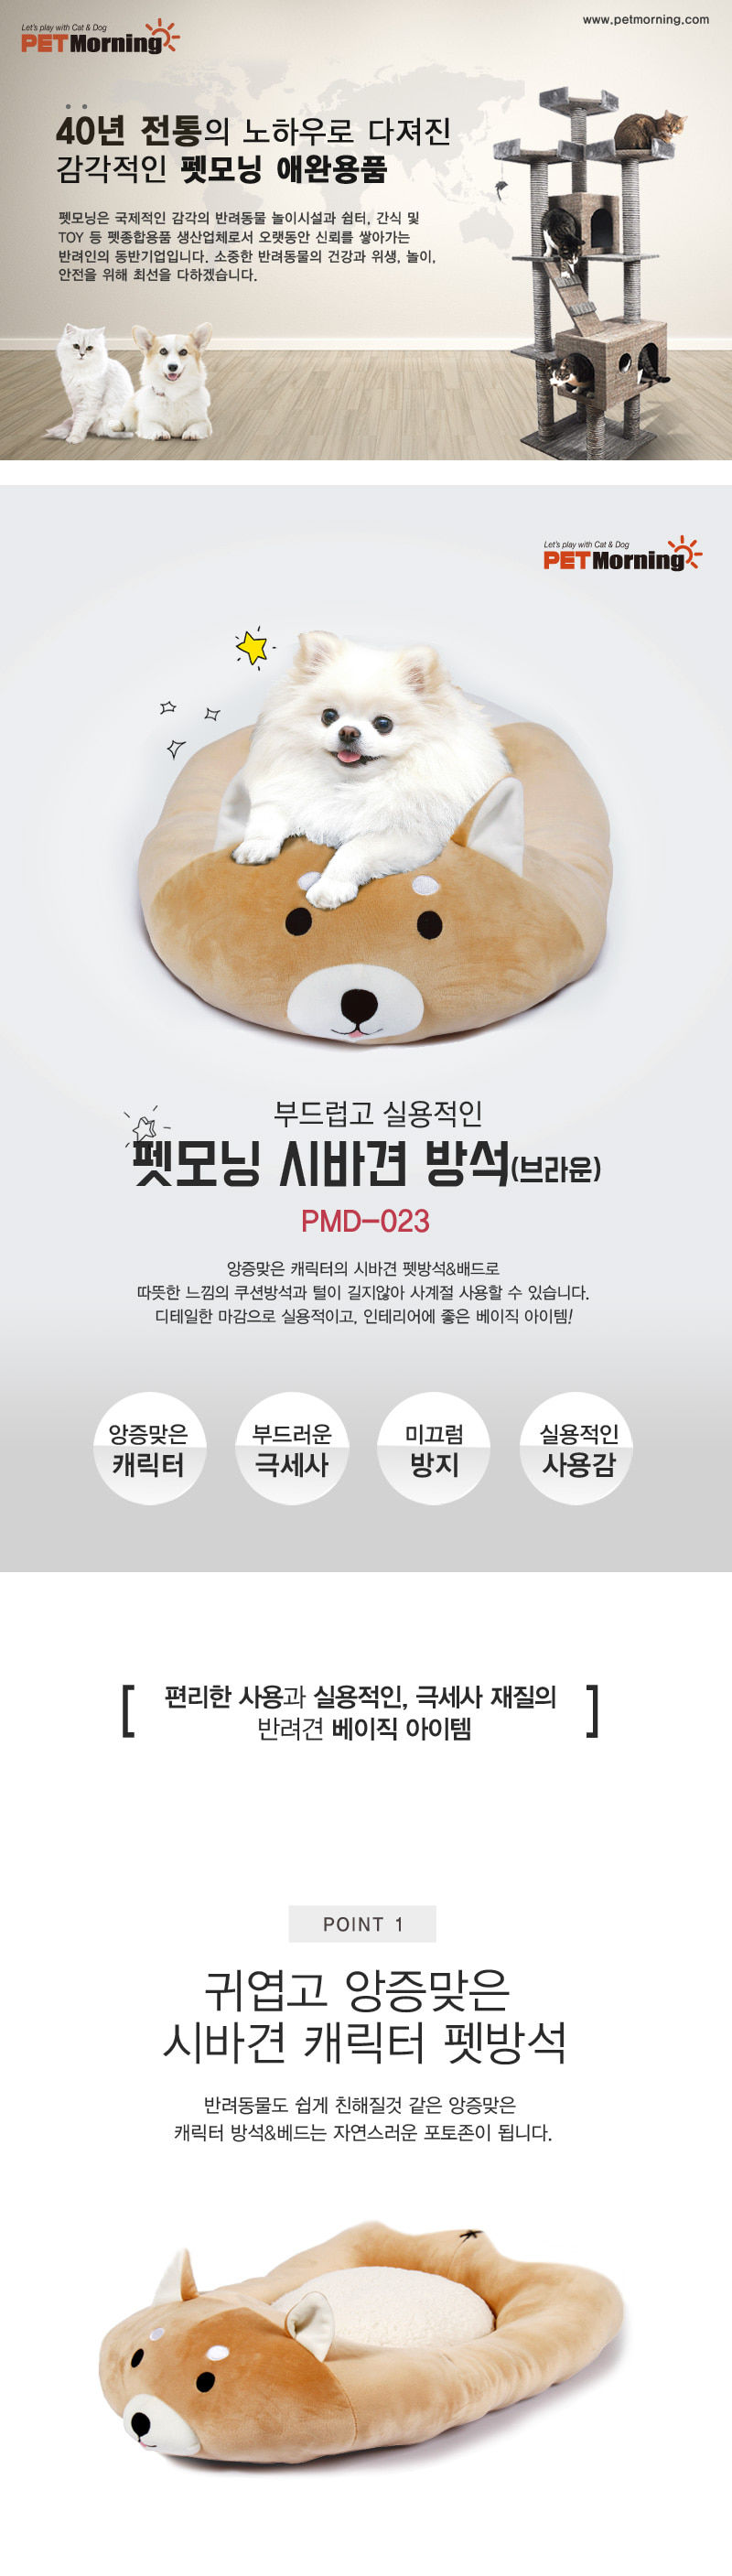 Let's play with Cat & Dog
PETMorning
www.petmorning.com
40년 전통의 노하우로 다져진
감각적인 펫모닝 애완용품
펫모닝은 국제적인 감각의 반려동물 놀이시설과 쉼터, 간식 및
TOY 등 펫종합용품 생산업체로서 오랫동안 신뢰를 쌓아가는
반려인의 동반기업입니다. 소중한 반려동물의 건강과 위생, 놀이,
안전을 위해 최선을 다하겠습니다.
Let's play with Cat & Dog
PETMorning
부드럽고 실용적인
펫모닝 시바견 방석(브라운)
PMD-023
앙증맞은 캐릭터의 시바견 펫방석&배드로
따뜻한 느낌의 쿠션방석과 털이 길지않아 사계절 사용할 수 있습니다.
디테일한 마감으로 실용적이고, 인테리어에 좋은 베이직 아이템!
앙증맞은
캐릭터
부드러운
극세사
미끄럼
방지
실용적인
사용감
[ 편리한 사용과 실용적인, 극세사 재질의
반려견 베이직 아이템 ]
POINT 1
귀엽고 앙증맞은
시바견 캐릭터 펫방석
반려동물도 쉽게 친해질것 같은 앙증맞은
캐릭터 방석&베드는 자연스러운 포토존이 됩니다.